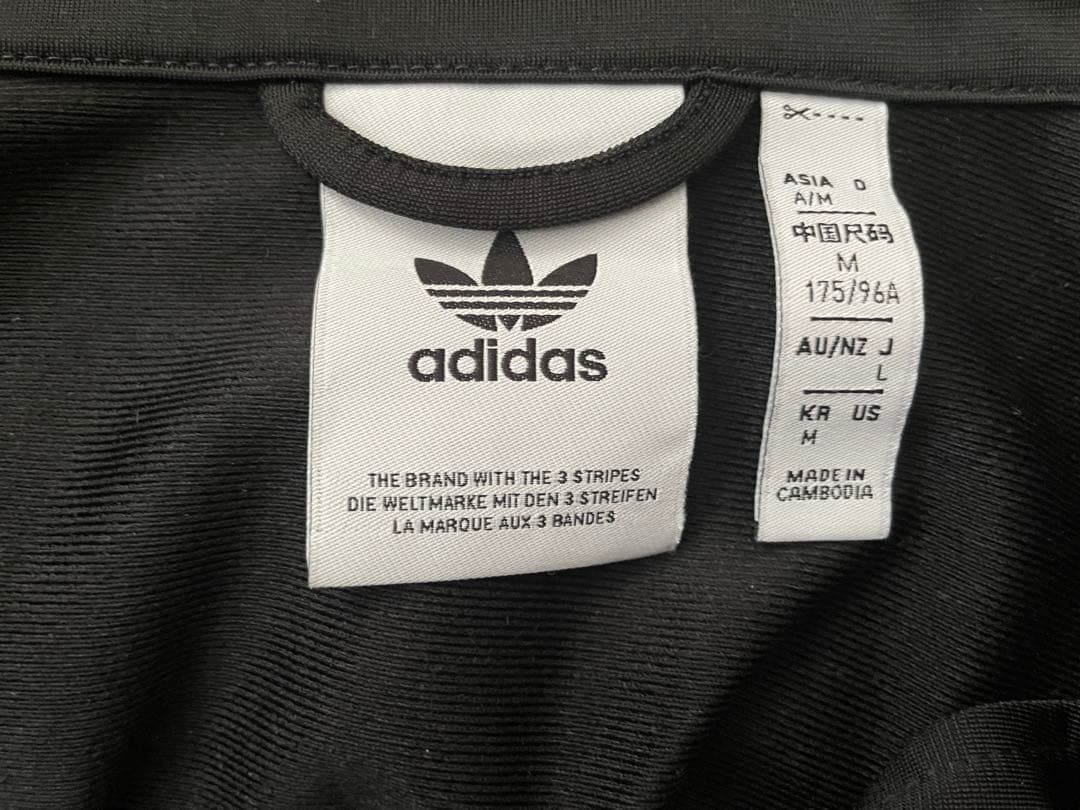 adidas
THE BRAND WITH THE 3 STRIPES
DIE WELTMARKE MIT DEN 3 STREIFEN
LA MARQUE AUX 3 BANDES
ASIA D
A/M
中国尺码
M
175/96A
AU/NZ J
L
KR US
M
MADE IN
CAMBODIA